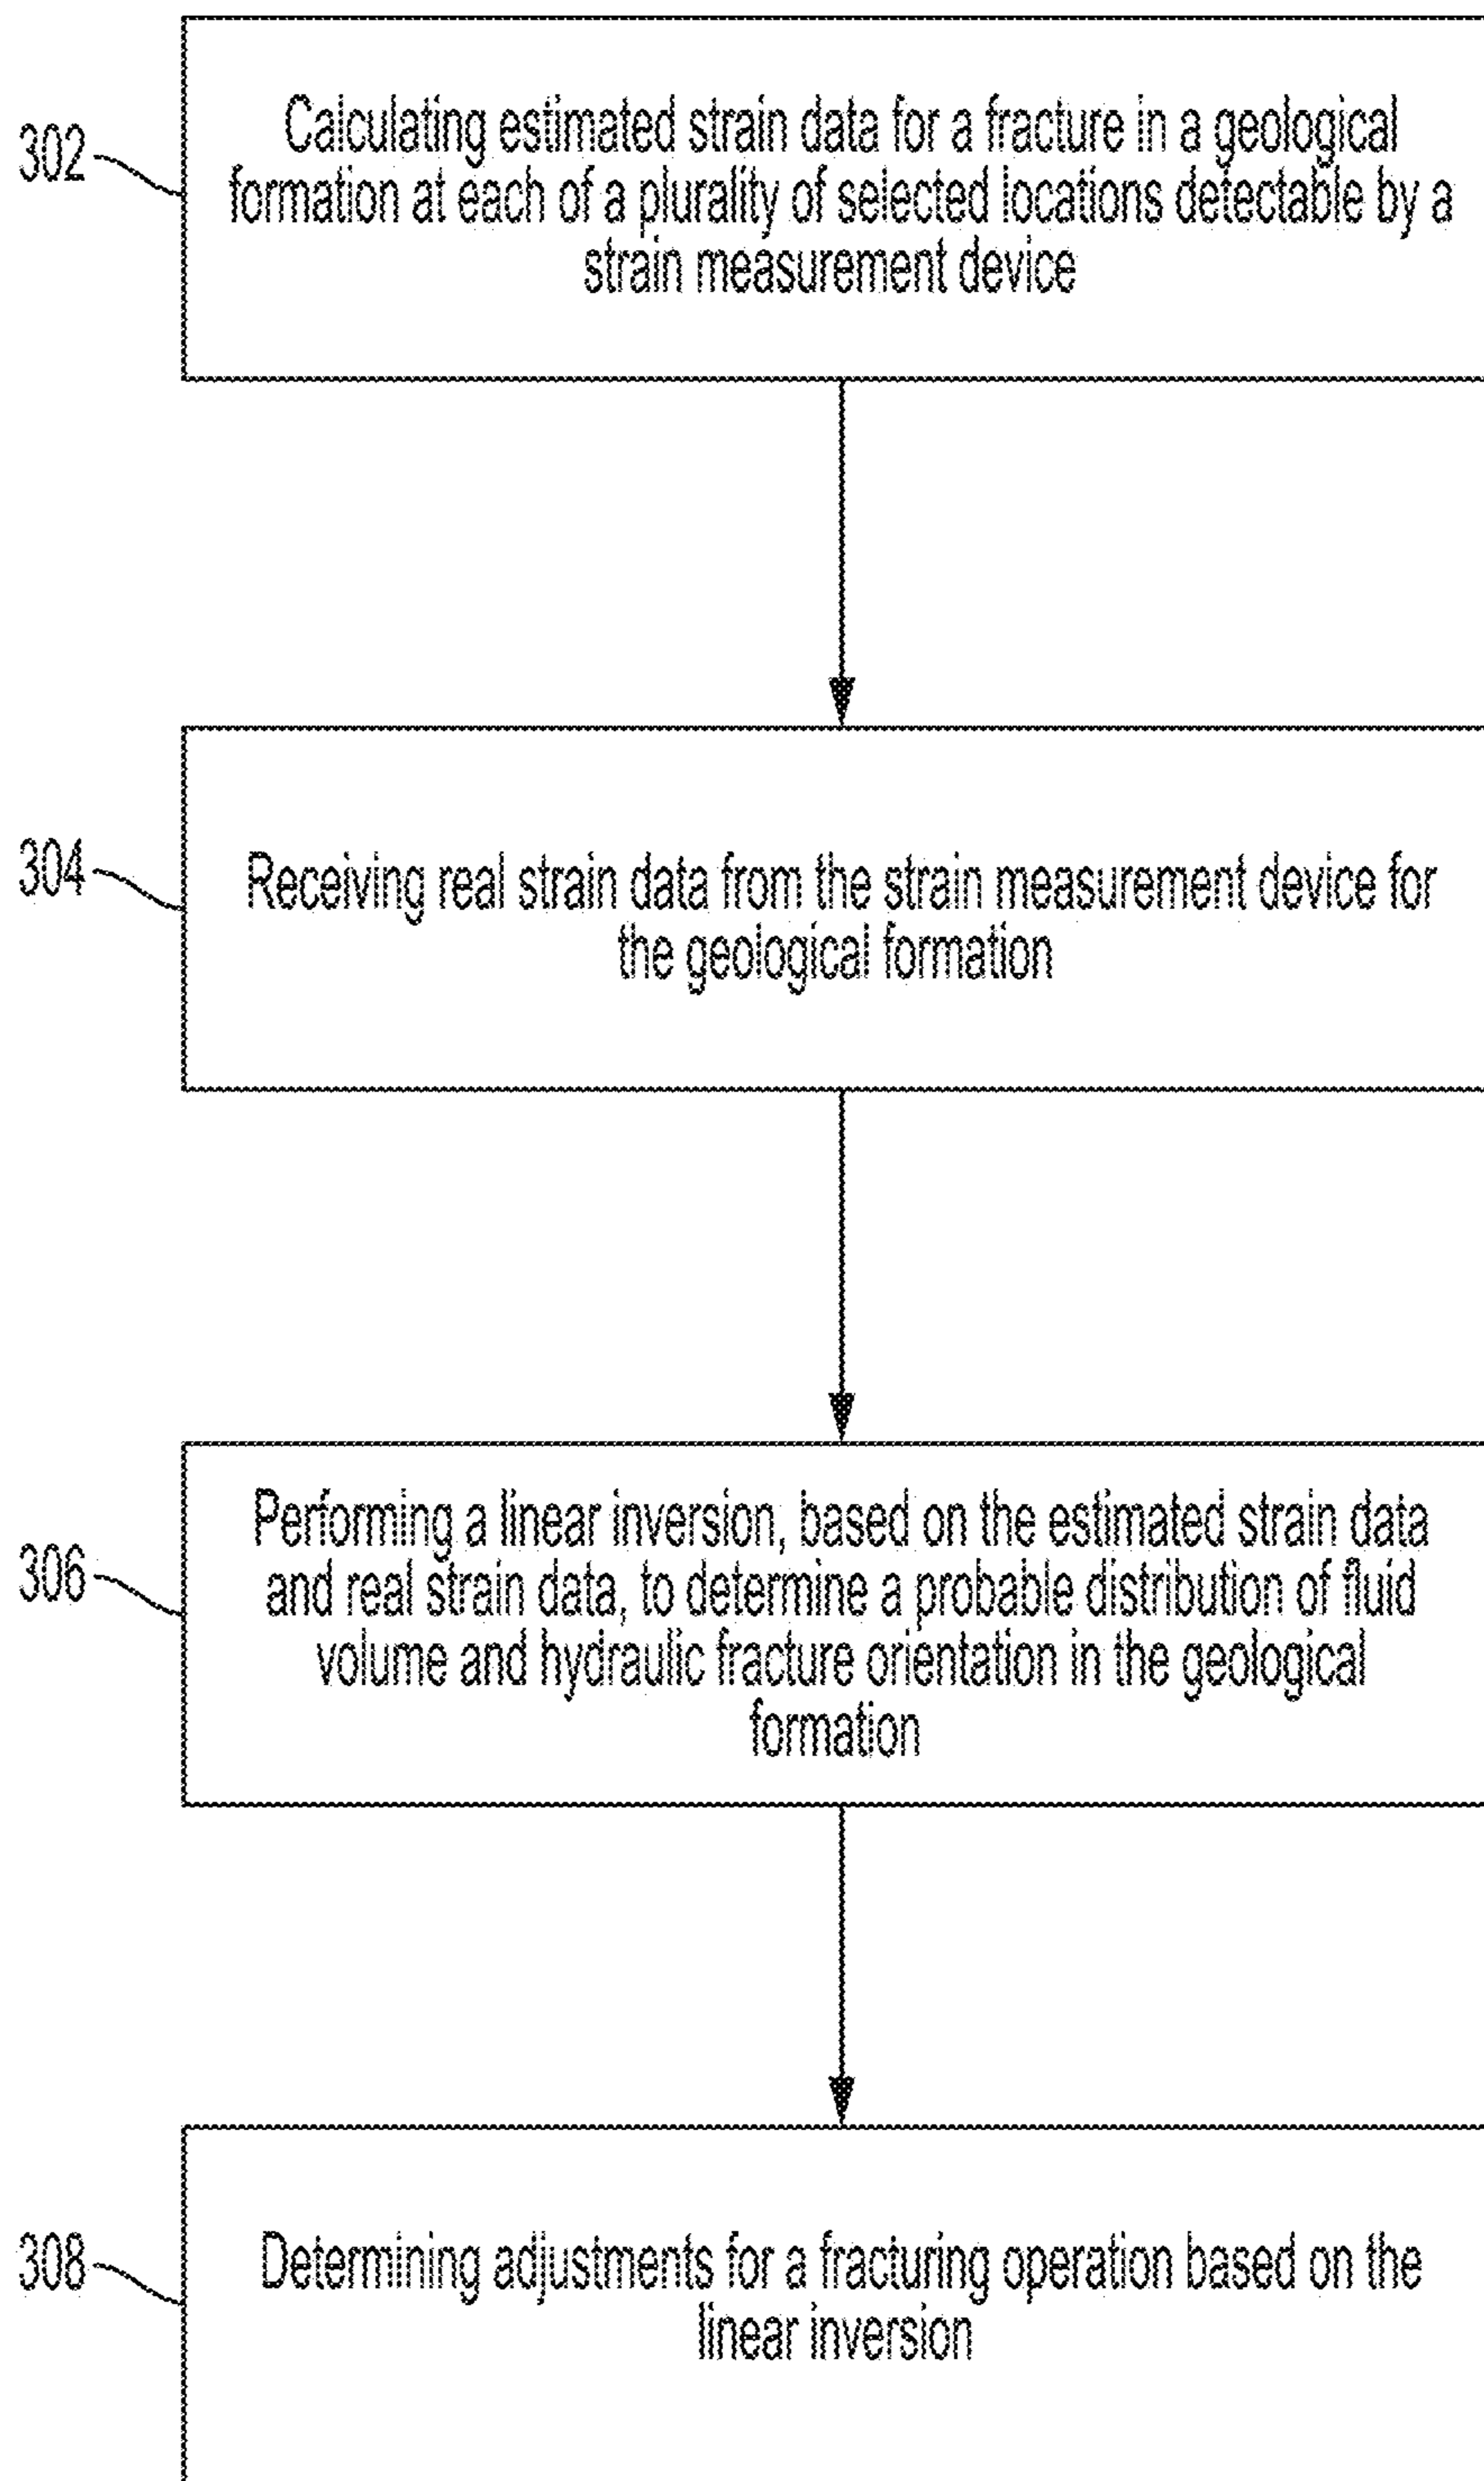 302
Calculating estimated strain data for a fracture in a geological
formation at each of a plurality of selected locations detectable by a
strain measurement device
304
Receiving real strain data from the strain measurement device for
the geological formation
306
Performing a linear inversion, based on the estimated strain data
and real strain data, to determine a probable distribution of fluid
volume and hydraulic fracture orientation in the geological
formation
308
Determining adjustments for a fracturing operation based on the
linear inversion